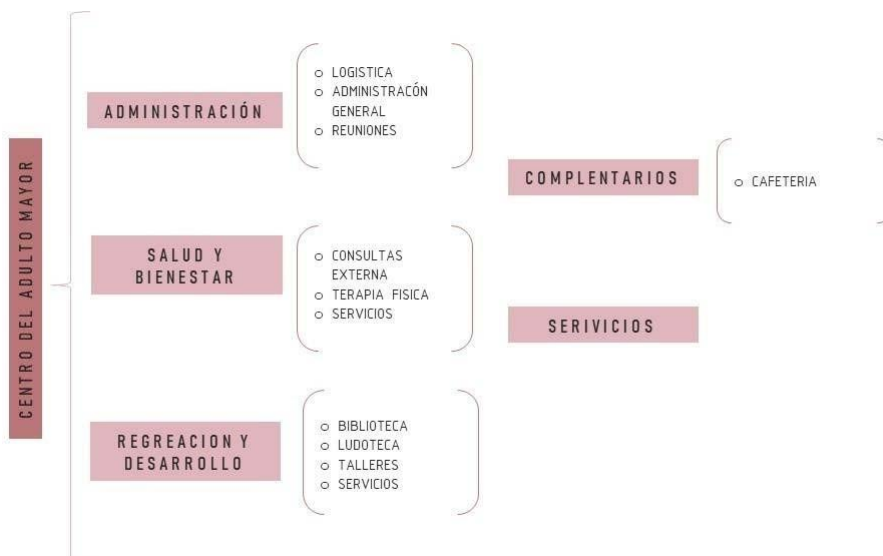 CENTRO DEL ADULTO MAYOR
ADMINISTRACIÓN
LOGISTICA
ADMINISTRACÓN
GENERAL
REUNIONES
SALUD Y
BIENESTAR
CONSULTAS
EXTERNA
TERAPIA FISICA
SERVICIOS
REGREACION Y
DESARROLLO
BIBLIOTECA
LUDOTECA
TALLERES
SERVICIOS
COMPLENTARIOS
CAFETERIA
SERIVICIOS